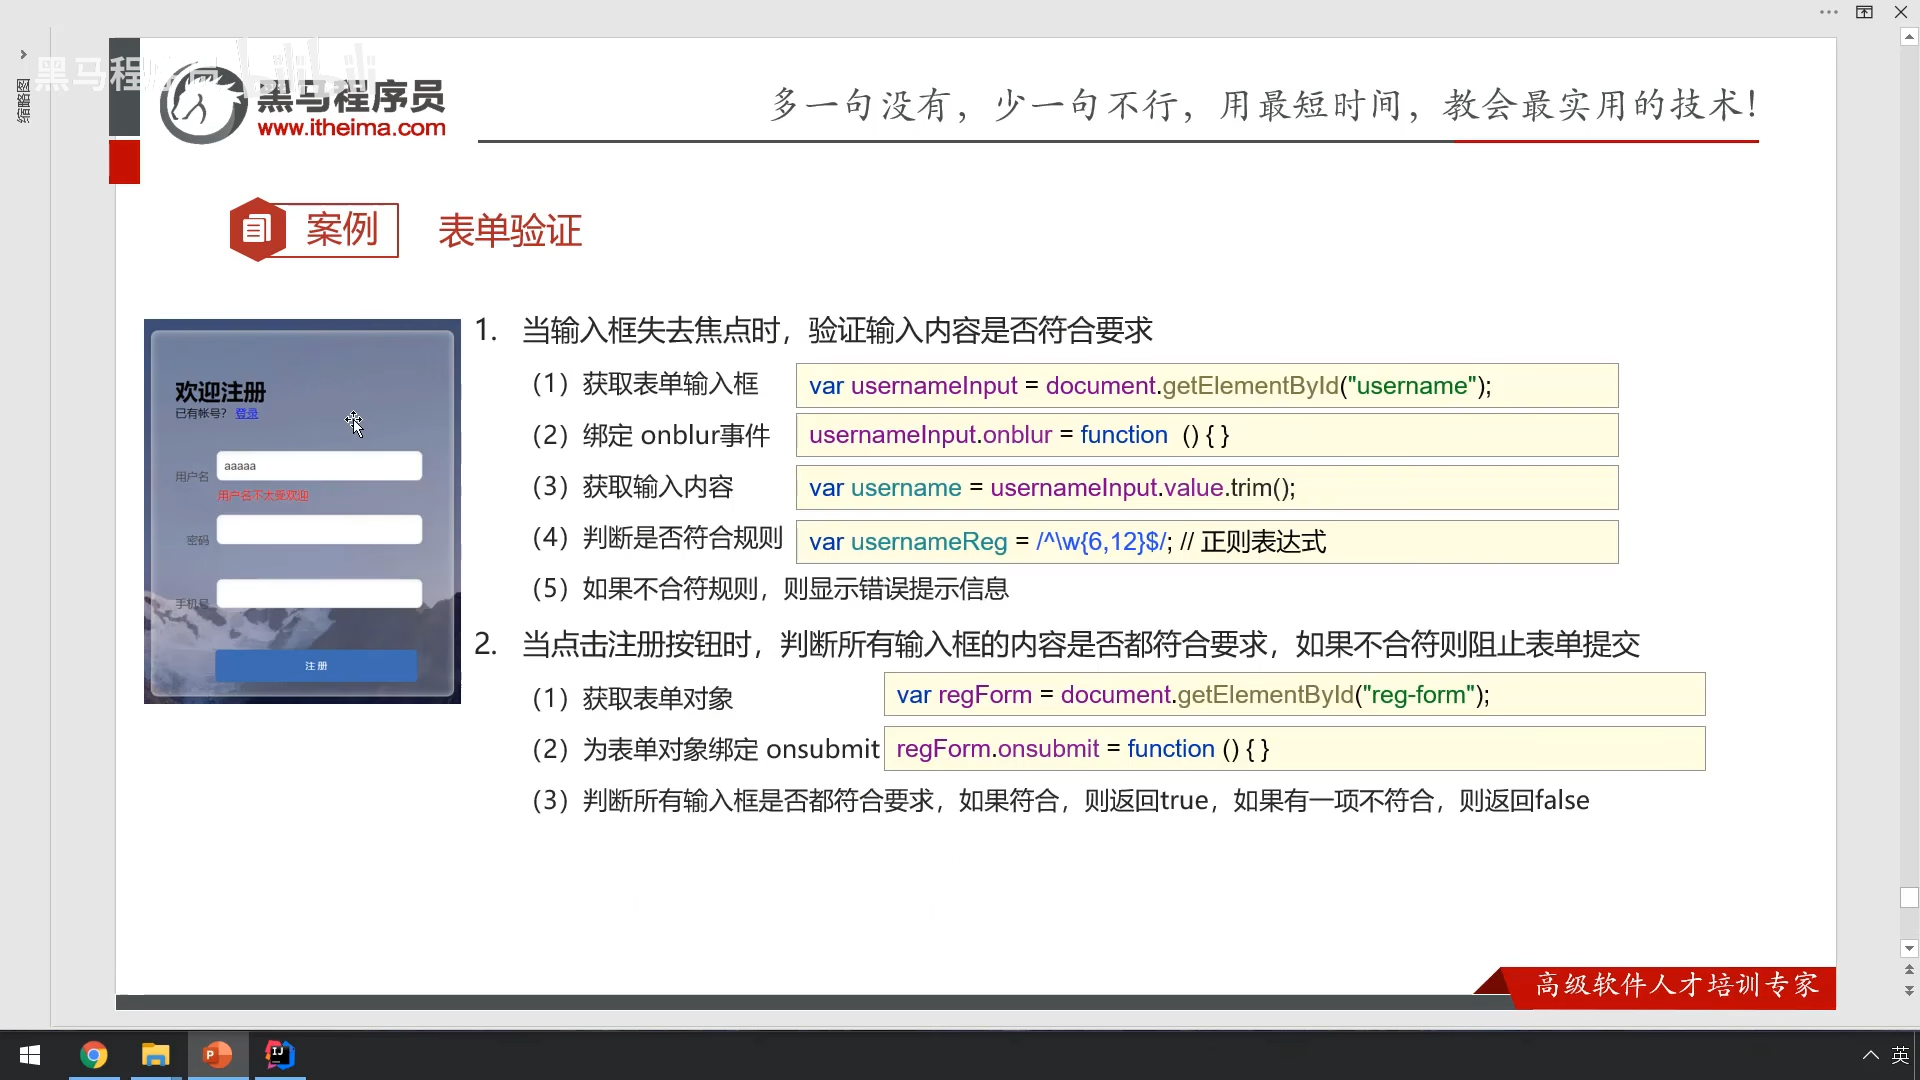 缩略图
黑马程序员
黑马程序员
www.itheima.com
多一句没有，少一句不行，用最短时间，教会最实用的技术！
案例
表单验证
欢迎注册
已有帐号？ 登录
用户名
aaaaa
用户名不太受欢迎
密码
手机号
注 册
1. 当输入框失去焦点时，验证输入内容是否符合要求
（1）获取表单输入框
var usernameInput = document.getElementById("username");
（2）绑定 onblur事件
usernameInput.onblur = function () { }
（3）获取输入内容
var username = usernameInput.value.trim();
（4）判断是否符合规则
var usernameReg = /^\w{6,12}$/; // 正则表达式
（5）如果不合符规则，则显示错误提示信息
2. 当点击注册按钮时，判断所有输入框的内容是否都符合要求，如果不合符则阻止表单提交
（1）获取表单对象
var regForm = document.getElementById("reg-form");
（2）为表单对象绑定 onsubmit
regForm.onsubmit = function () { }
（3）判断所有输入框是否都符合要求，如果符合，则返回true，如果有一项不符合，则返回false
高级软件人才培训专家
英